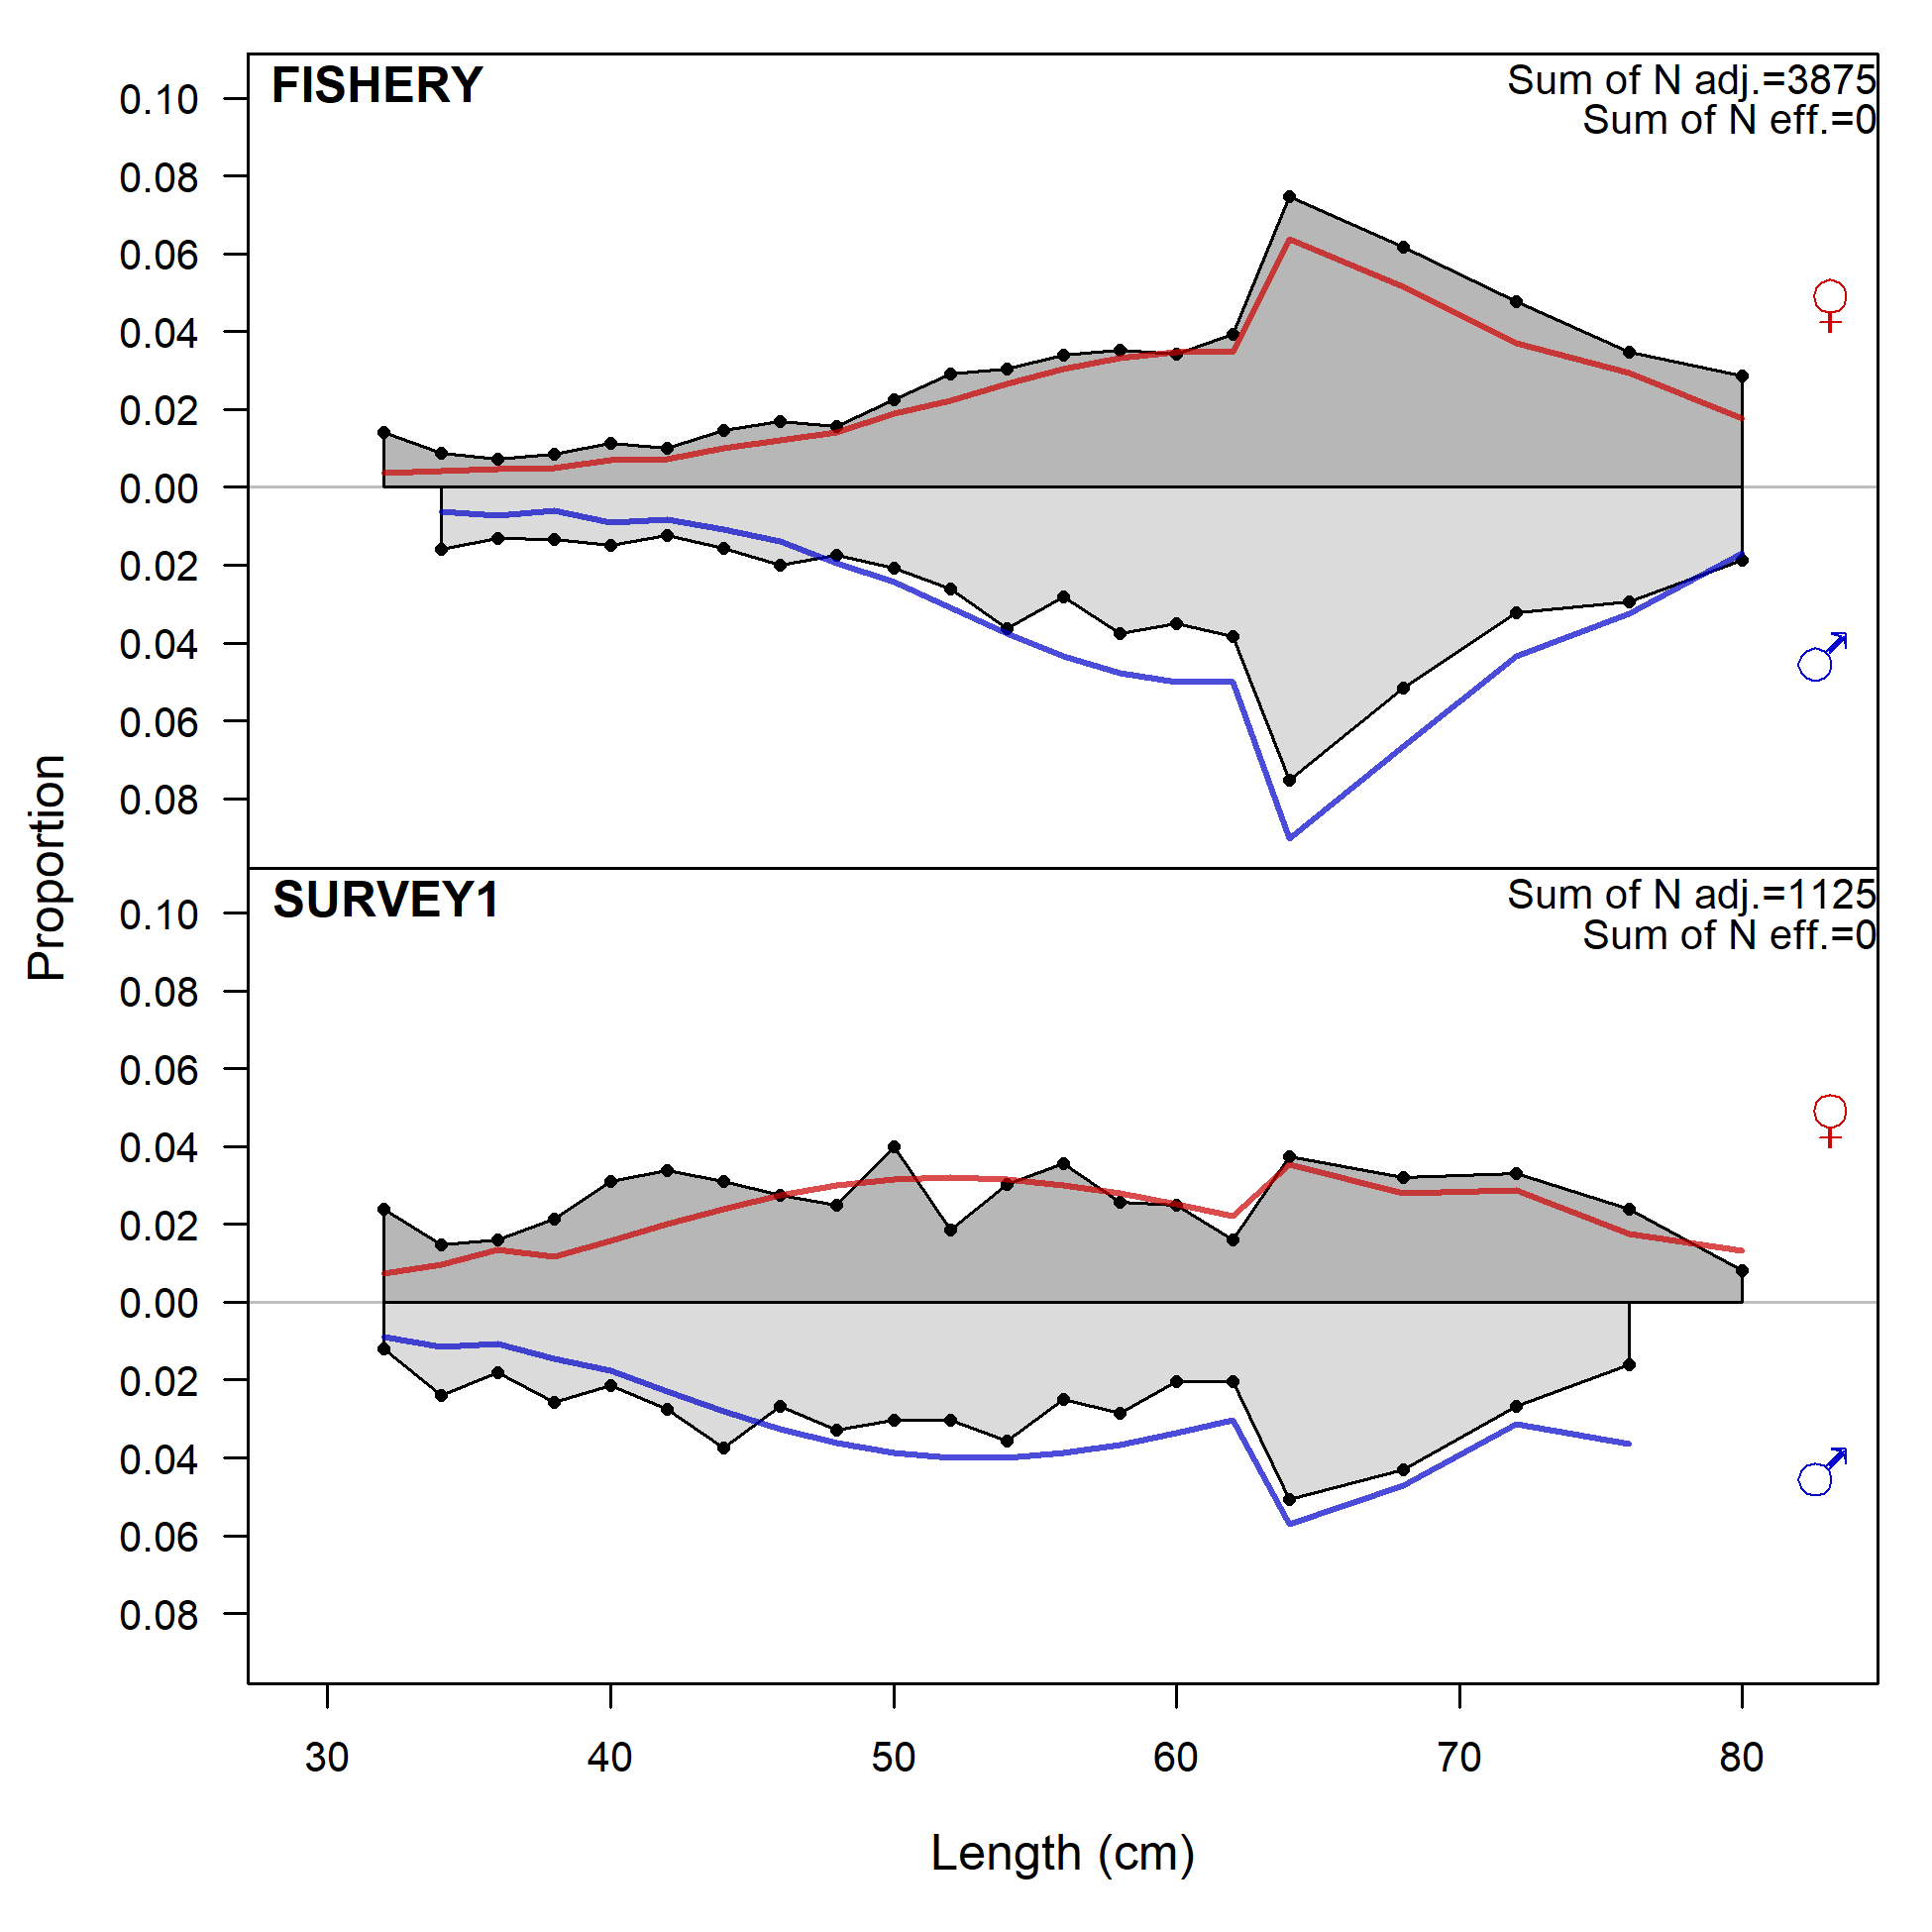 FISHERY
Sum of N adj.=3875
Sum of N eff.=0
0.10
0.08
0.06
0.04
0.02
0.00
0.02
0.04
0.06
0.08
♀
♂
Proportion
SURVEY1
Sum of N adj.=1125
Sum of N eff.=0
0.10
0.08
0.06
0.04
0.02
0.00
0.02
0.04
0.06
0.08
♀
♂
30 40 50 60 70 80
Length (cm)